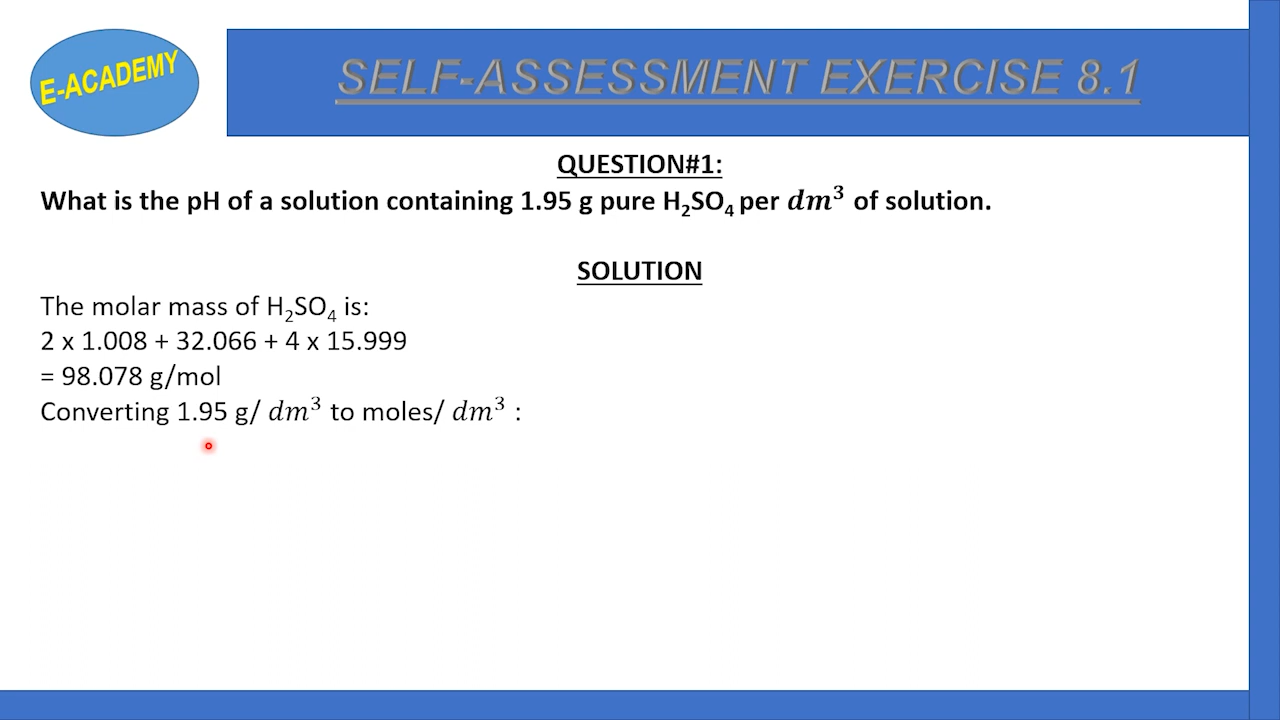 E-ACADEMY
SELF-ASSESSMENT EXERCISE 8.1
QUESTION#1:
What is the pH of a solution containing 1.95 g pure H₂SO₄ per dm³ of solution.
SOLUTION
The molar mass of H₂SO₄ is:
2 x 1.008 + 32.066 + 4 x 15.999
= 98.078 g/mol
Converting 1.95 g/ dm³ to moles/ dm³ :